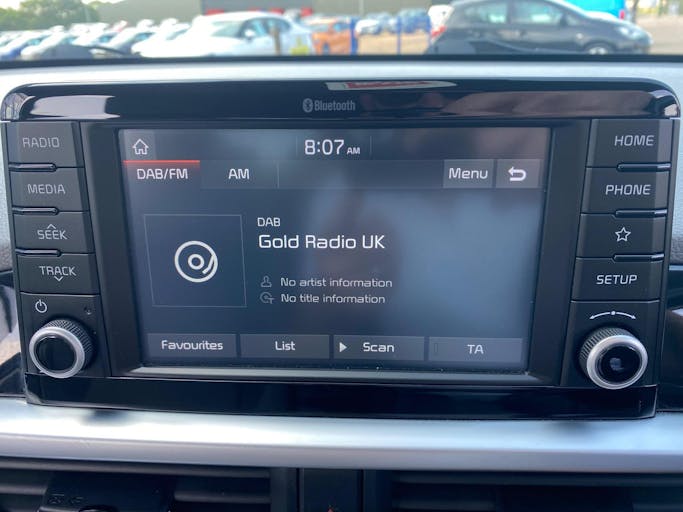 Bluetooth
RADIO
MEDIA
SEEK
TRACK
8:07 AM
DAB/FM AM Menu
DAB
Gold Radio UK
No artist information
No title information
Favourites List Scan TA
HOME
PHONE
SETUP